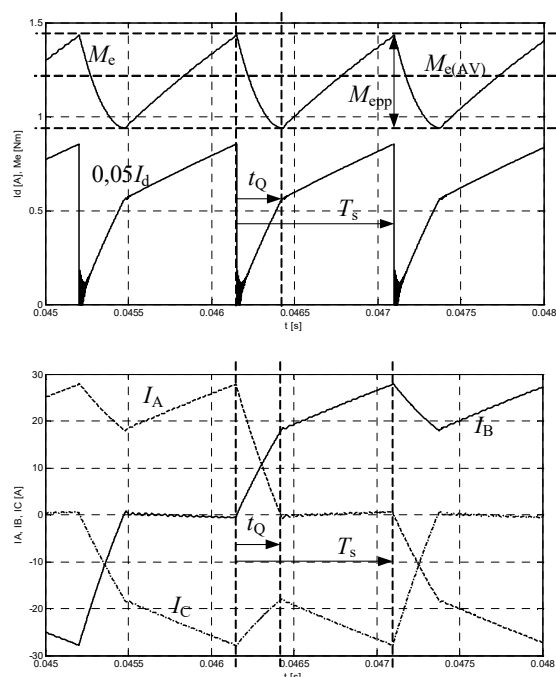 1.5
1
0.5
0
Id [A], Me [Nm]
Me
Me(AV)
Mepp
0,05Id
tQ
Ts
0.045 0.0455 0.046 0.0465 0.047 0.0475 0.048
t [s]
30
20
10
0
-10
-20
-30
IA, IB, IC [A]
IA
IB
tQ
Ts
IC
0.045 0.0455 0.046 0.0465 0.047 0.0475 0.048
t [s]